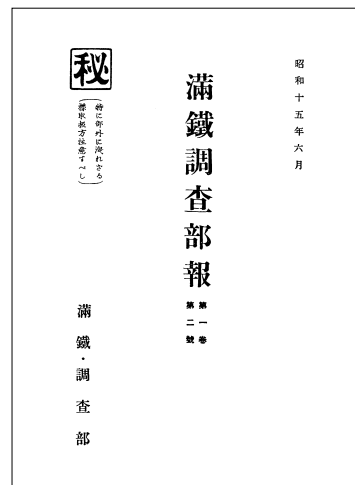 昭和十五年六月
滿鐵調査部報
第一卷
第二號
秘
(特に部外に洩れざる
樣取扱方注意すべし)
滿鐵・調査部